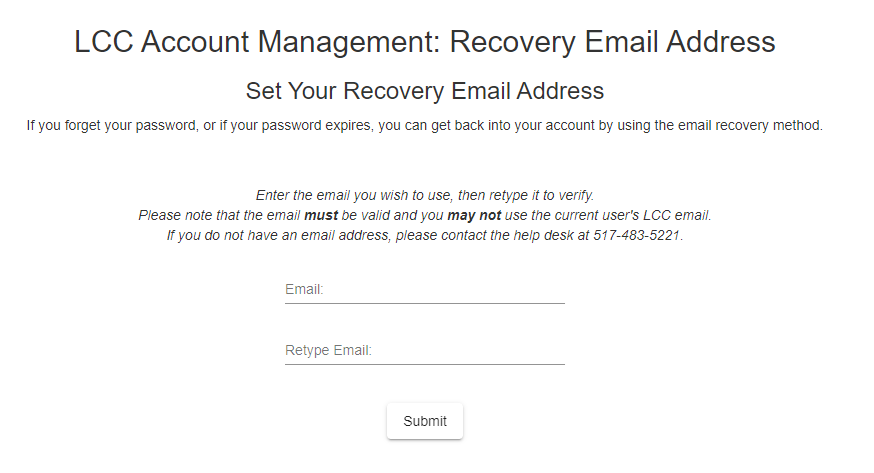 LCC Account Management: Recovery Email Address
Set Your Recovery Email Address
If you forget your password, or if your password expires, you can get back into your account by using the email recovery method.
Enter the email you wish to use, then retype it to verify.
Please note that the email must be valid and you may not use the current user's LCC email.
If you do not have an email address, please contact the help desk at 517-483-5221.
Email:
Retype Email:
Submit